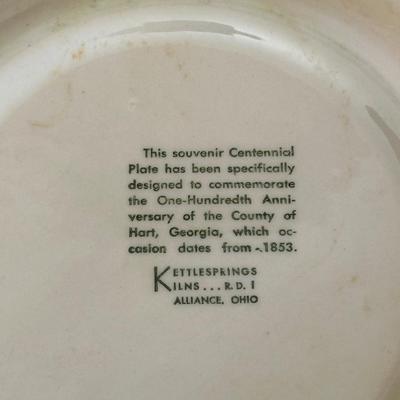 This souvenir Centennial
Plate has been specifically
designed to commemorate
the One-Hundredth Anni-
versary of the County of
Hart, Georgia, which oc-
casion dates from -.1853.
KETTLESPRINGS
KILNS... R.D. 1
ALLIANCE, OHIO